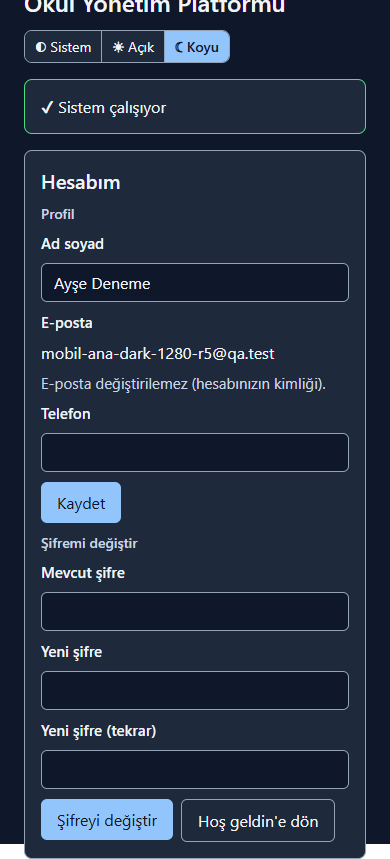 Okul Yönetim Platformu
Sistem
Açık
Koyu
Sistem çalışıyor
Hesabım
Profil
Ad soyad
Ayşe Deneme
E-posta
mobil-ana-dark-1280-r5@qa.test
E-posta değiştirilemez (hesabınızın kimliği).
Telefon
Kaydet
Şifremi değiştir
Mevcut şifre
Yeni şifre
Yeni şifre (tekrar)
Şifreyi değiştir
Hoş geldin'e dön